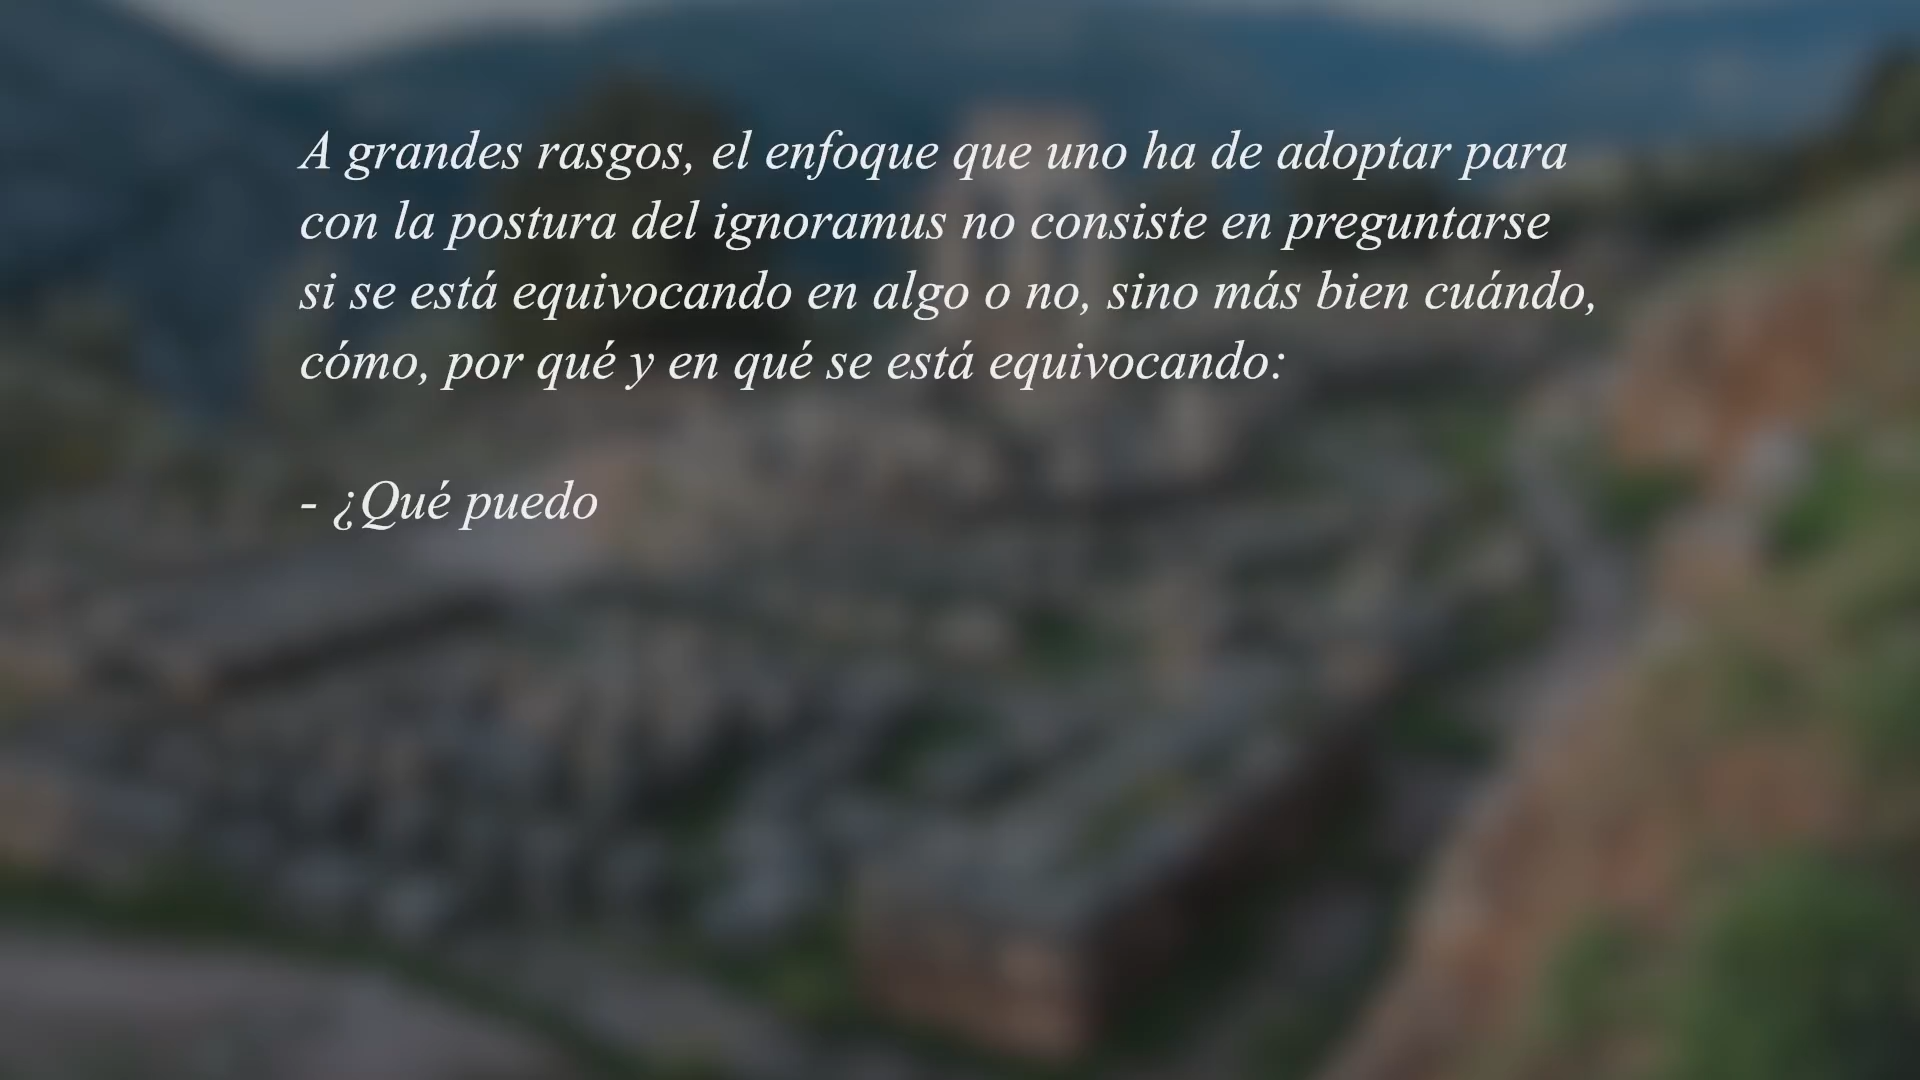 A grandes rasgos, el enfoque que uno ha de adoptar para
con la postura del ignoramus no consiste en preguntarse
si se está equivocando en algo o no, sino más bien cuándo,
cómo, por qué y en qué se está equivocando:
- ¿Qué puedo